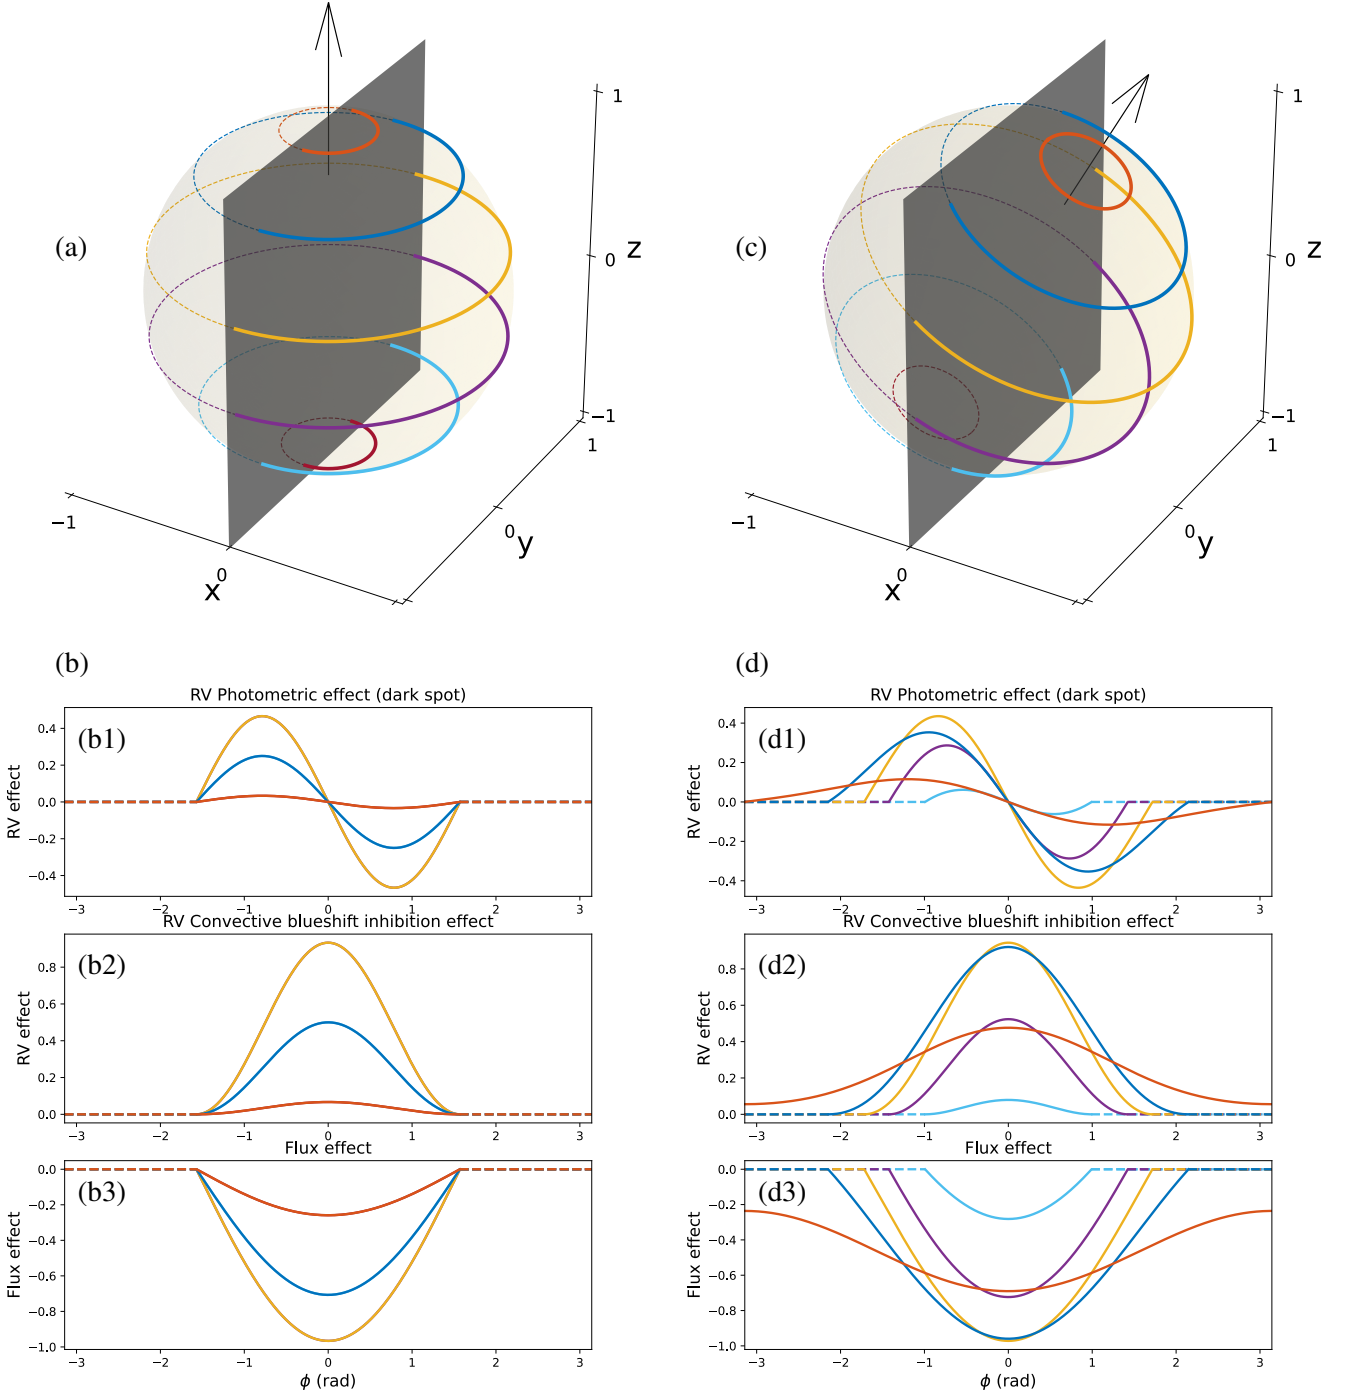 (a)
1
0
z
−1
1
0 y
−1
0
x
(c)
1
0
z
−1
1
0 y
−1
0
x
(b)
RV Photometric effect (dark spot)
(b1)
RV effect
0.4
0.2
0.0
−0.2
−0.4
−3 −2 −1 0 1 2 3
RV Convective blueshift inhibition effect
(b2)
RV effect
0.8
0.6
0.4
0.2
0.0
−3 −2 −1 0 1 2 3
Flux effect
(b3)
Flux effect
0.0
−0.2
−0.4
−0.6
−0.8
−1.0
−3 −2 −1 0 1 2 3
ϕ (rad)
(d)
RV Photometric effect (dark spot)
(d1)
RV effect
0.4
0.2
0.0
−0.2
−0.4
−3 −2 −1 0 1 2 3
RV Convective blueshift inhibition effect
(d2)
RV effect
0.8
0.6
0.4
0.2
0.0
−3 −2 −1 0 1 2 3
Flux effect
(d3)
Flux effect
0.0
−0.2
−0.4
−0.6
−0.8
−1.0
−3 −2 −1 0 1 2 3
ϕ (rad)